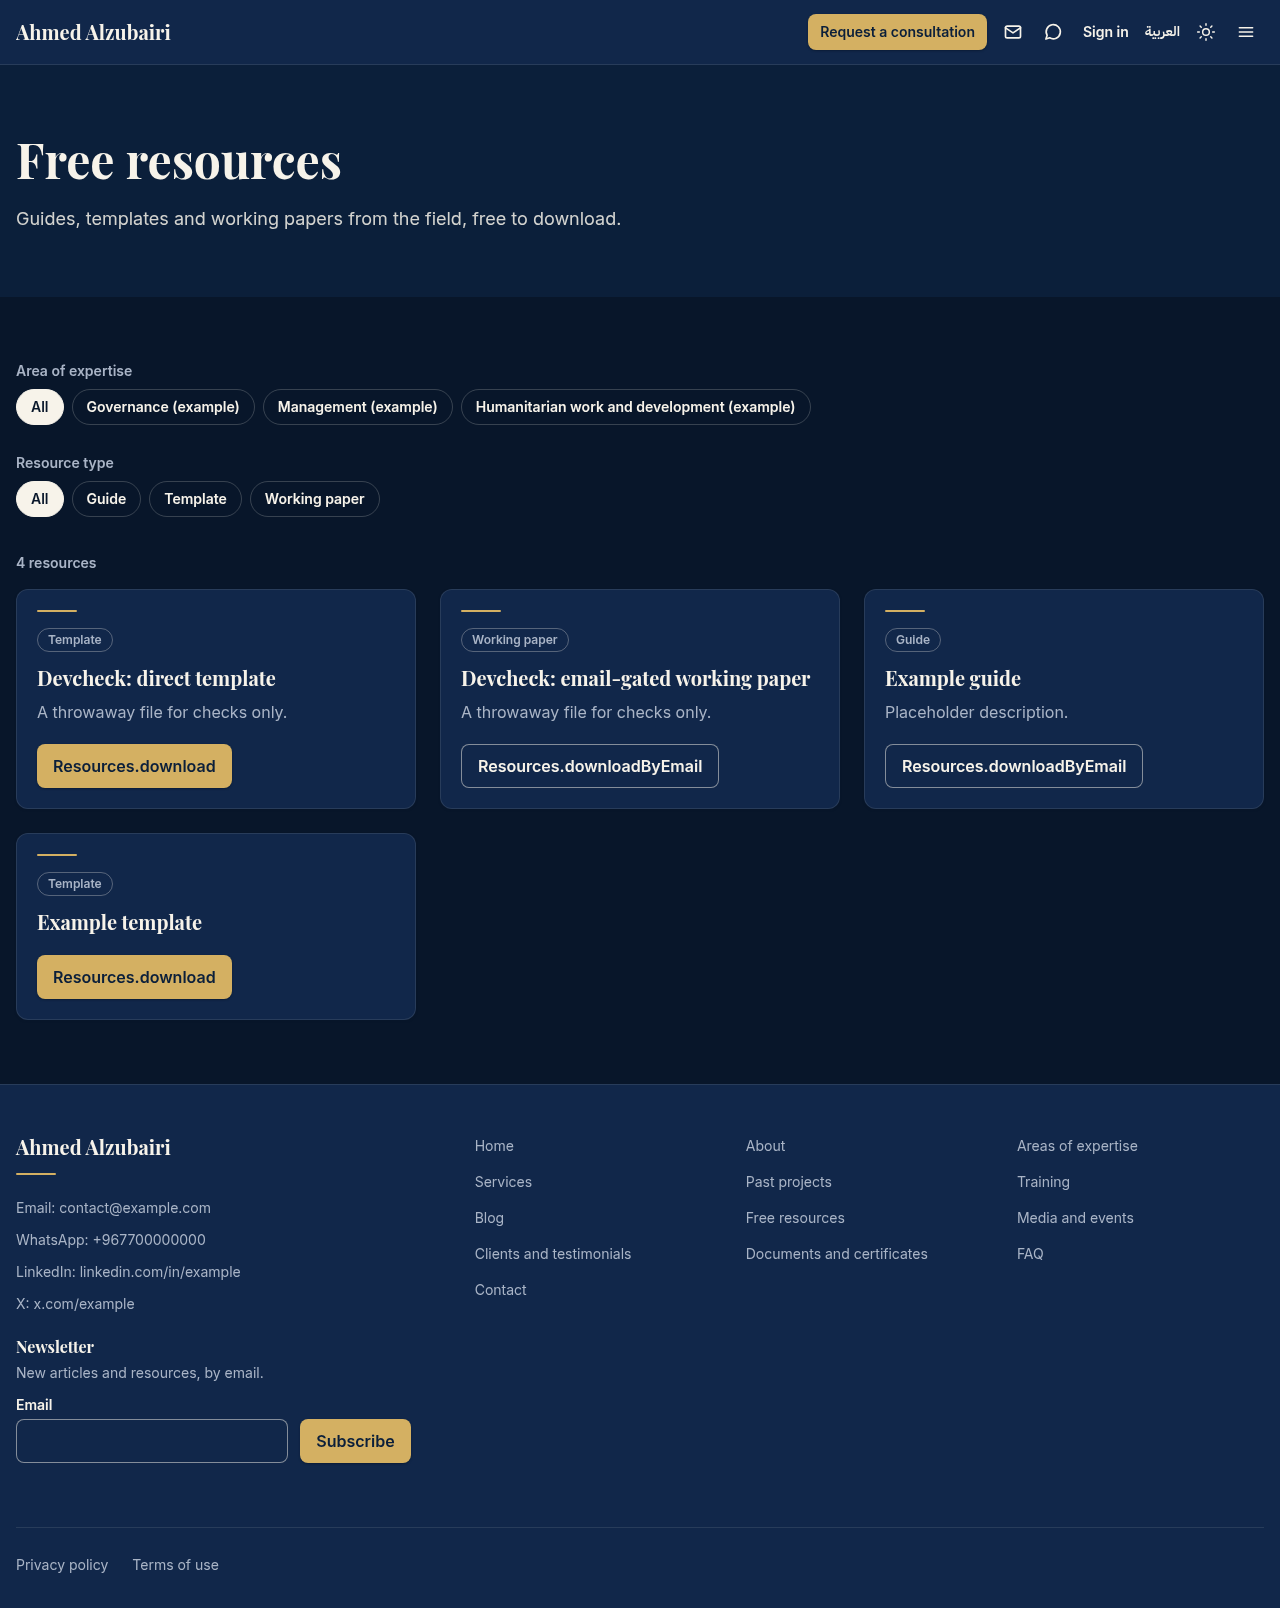 Ahmed Alzubairi
Request a consultation
Sign in
العربية
Free resources
Guides, templates and working papers from the field, free to download.
Area of expertise
All
Governance (example)
Management (example)
Humanitarian work and development (example)
Resource type
All
Guide
Template
Working paper
4 resources
Template
Devcheck: direct template
A throwaway file for checks only.
Resources.download
Working paper
Devcheck: email-gated working paper
A throwaway file for checks only.
Resources.downloadByEmail
Guide
Example guide
Placeholder description.
Resources.downloadByEmail
Template
Example template
Resources.download
Ahmed Alzubairi
Email: contact@example.com
WhatsApp: +967700000000
LinkedIn: linkedin.com/in/example
X: x.com/example
Newsletter
New articles and resources, by email.
Email
Subscribe
Home
About
Areas of expertise
Services
Past projects
Training
Blog
Free resources
Media and events
Clients and testimonials
Documents and certificates
FAQ
Contact
Privacy policy
Terms of use